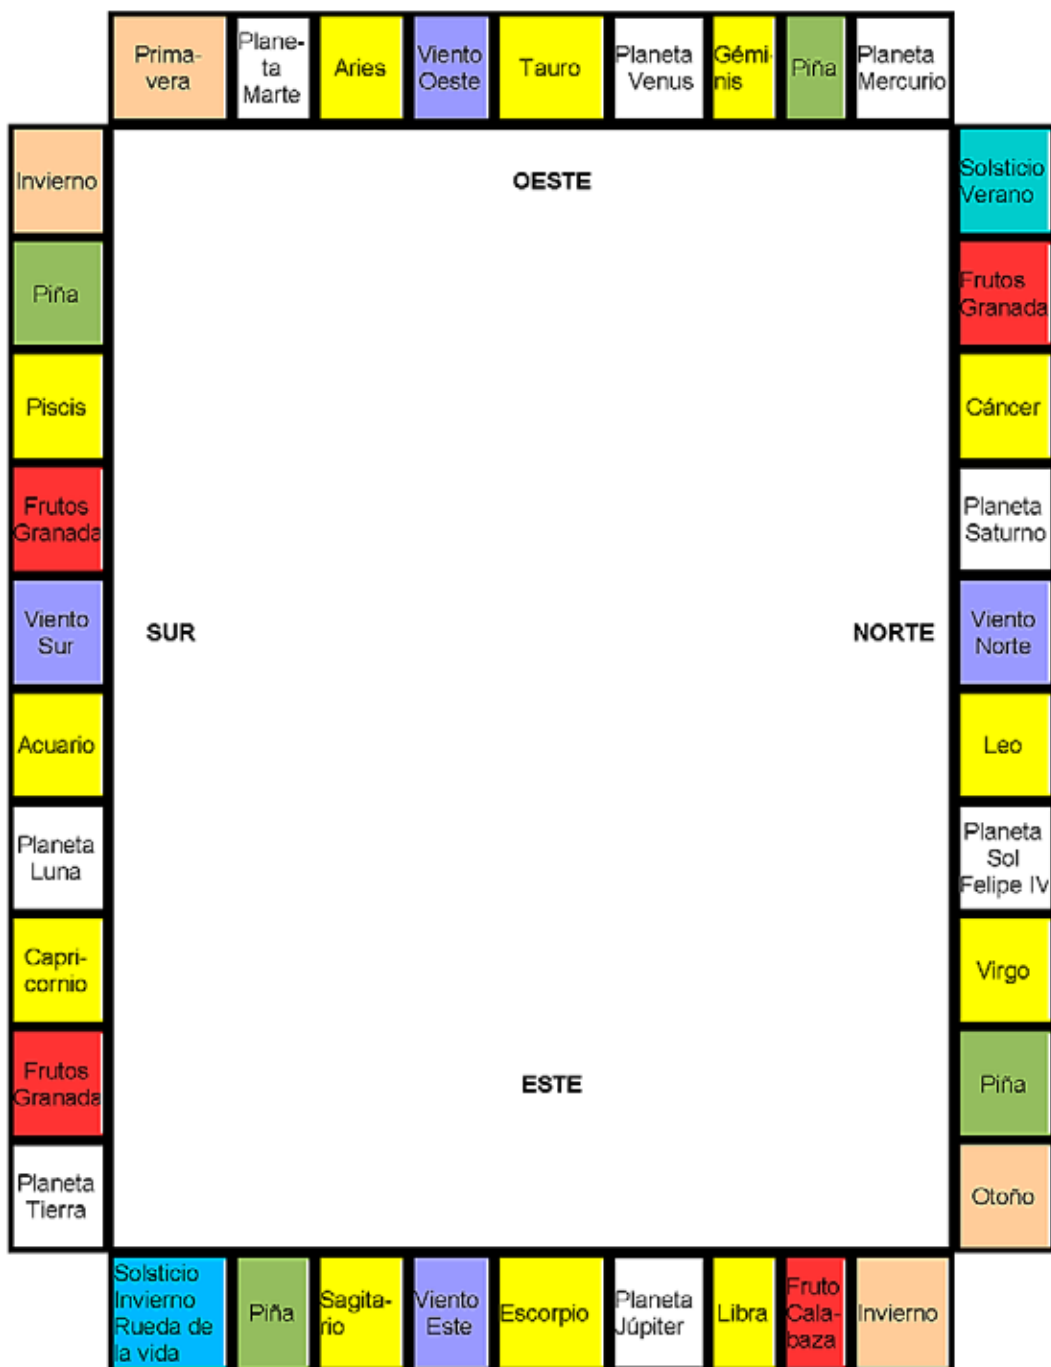 Prima-
vera
Plane-
ta
Marte
Aries
Viento
Oeste
Tauro
Planeta
Venus
Gémi-
nis
Piña
Planeta
Mercurio
Invierno
OESTE
Solsticio
Verano
Piña
Frutos
Granada
Piscis
Cáncer
Frutos
Granada
Planeta
Saturno
Viento
Sur
SUR
NORTE
Viento
Norte
Acuario
Leo
Planeta
Luna
Planeta
Sol
Felipe IV
Capri-
cornio
Virgo
Frutos
Granada
ESTE
Piña
Planeta
Tierra
Otoño
Solsticio
Invierno
Rueda de
la vida
Piña
Sagita-
rio
Viento
Este
Escorpio
Planeta
Júpiter
Libra
Fruto
Cala-
baza
Invierno